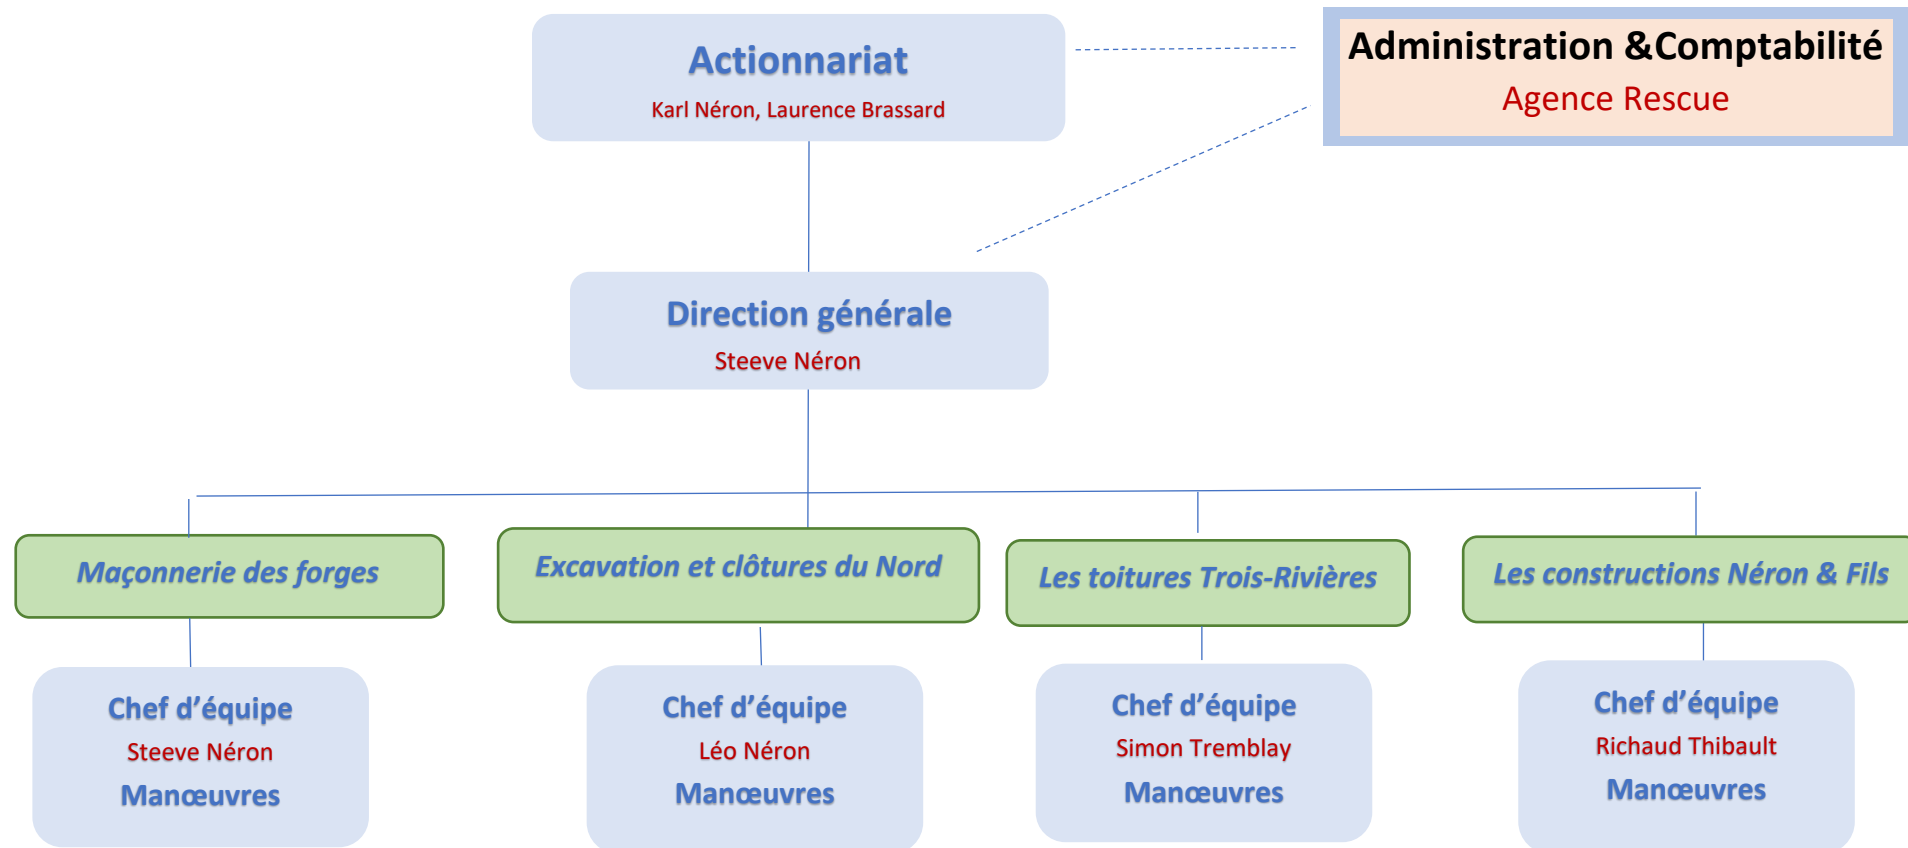 Actionnariat
Karl Néron, Laurence Brassard
Administration &Comptabilité
Agence Rescue
Direction générale
Steeve Néron
Maçonnerie des forges
Excavation et clôtures du Nord
Les toitures Trois-Rivières
Les constructions Néron & Fils
Chef d’équipe
Steeve Néron
Manœuvres
Chef d’équipe
Léo Néron
Manœuvres
Chef d’équipe
Simon Tremblay
Manœuvres
Chef d’équipe
Richaud Thibault
Manœuvres